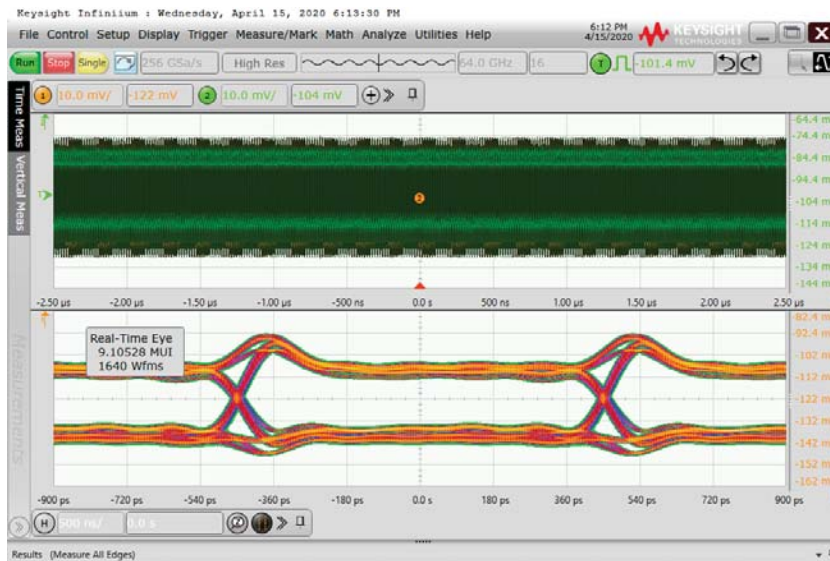 Keysight Infiniium : Wednesday, April 15, 2020 6:13:30 PM
File Control Setup Display Trigger Measure/Mark Math Analyze Utilities Help
6:12 PM
4/15/2020
KEYSIGHT
TECHNOLOGIES
Run Stop Single 256 GSa/s High Res 64.0 GHz 16 T -101.4 mV
Time Meas
Vertical Meas
Measurements
1 10.0 mV/ -122 mV 2 10.0 mV/ -104 mV
-64.4 m
-74.4 m
-84.4 m
-94.4 m
-104 m
-114 m
-124 m
-134 m
-144 m
-2.50 µs -2.00 µs -1.50 µs -1.00 µs -500 ns 0.0 s 500 ns 1.00 µs 1.50 µs 2.00 µs 2.50 µs
Real-Time Eye
9.10528 MUI
1640 Wfms
-82.4 m
-92.4 m
-102 m
-112 m
-122 m
-132 m
-142 m
-152 m
-162 m
-900 ps -720 ps -540 ps -360 ps -180 ps 0.0 s 180 ps 360 ps 540 ps 720 ps 900 ps
H 500 ns/ 0.0 s
Results (Measure All Edges)